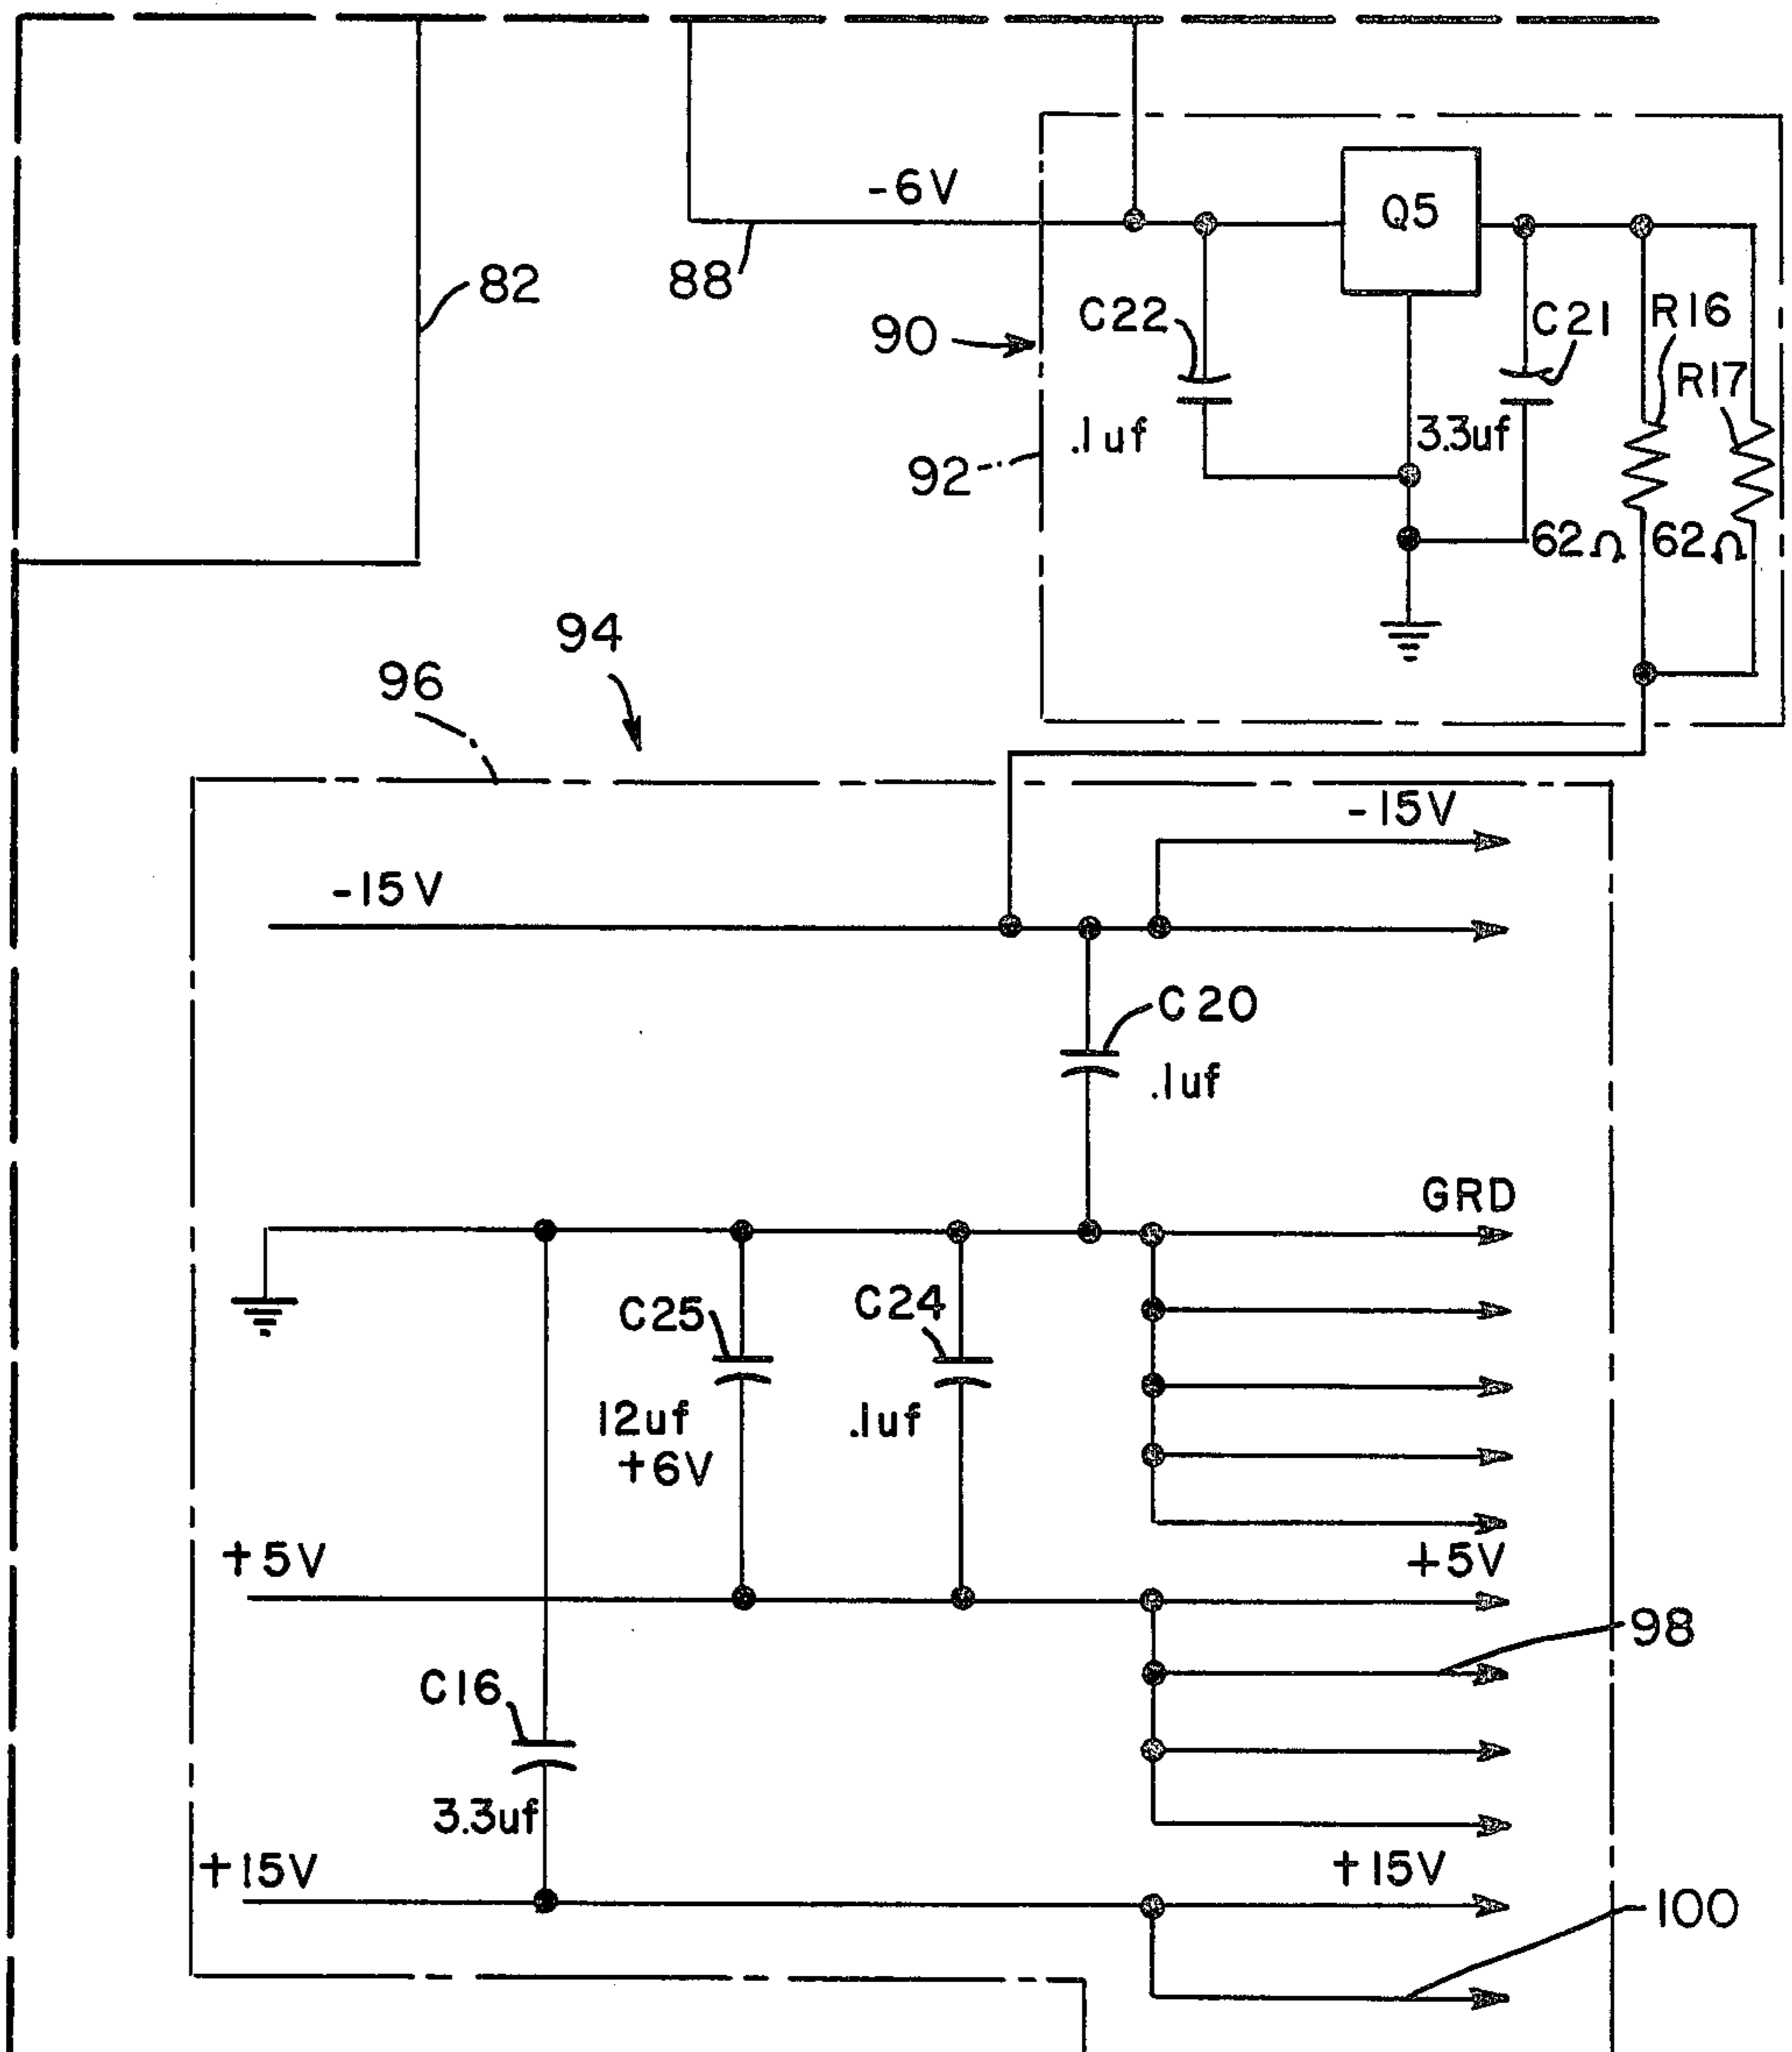 -6V
Q5
82
88
90
C22
C21
R16
R17
.1uf
3.3uf
92
62Ω
62Ω
94
96
-15V
-15V
C20
.1uf
GRD
C25
C24
12uf
+6V
.1uf
+5V
+5V
98
C16
3.3uf
+15V
+15V
100